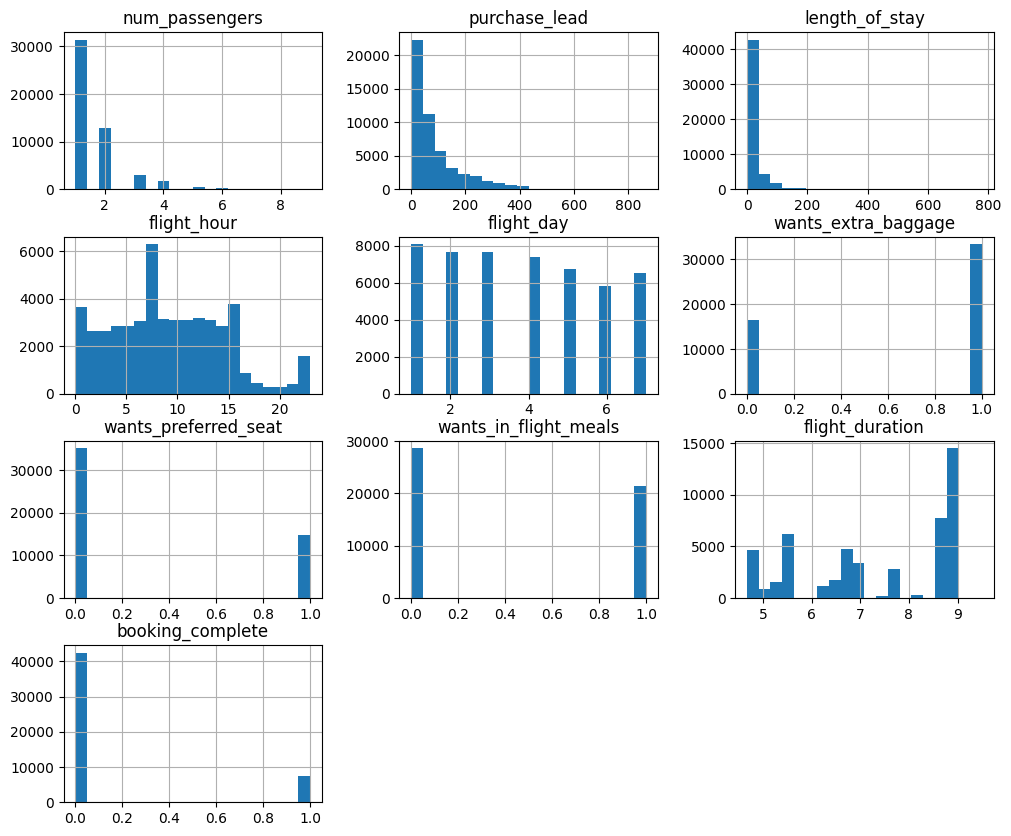 num_passengers
30000
20000
10000
0
2 4 6 8
purchase_lead
20000
15000
10000
5000
0
0 200 400 600 800
length_of_stay
40000
30000
20000
10000
0
0 200 400 600 800
flight_hour
6000
4000
2000
0
0 5 10 15 20
flight_day
8000
6000
4000
2000
0
2 4 6
wants_extra_baggage
30000
20000
10000
0
0.0 0.2 0.4 0.6 0.8 1.0
wants_preferred_seat
30000
20000
10000
0
0.0 0.2 0.4 0.6 0.8 1.0
wants_in_flight_meals
30000
20000
10000
0
0.0 0.2 0.4 0.6 0.8 1.0
flight_duration
15000
10000
5000
0
5 6 7 8 9
booking_complete
40000
30000
20000
10000
0
0.0 0.2 0.4 0.6 0.8 1.0